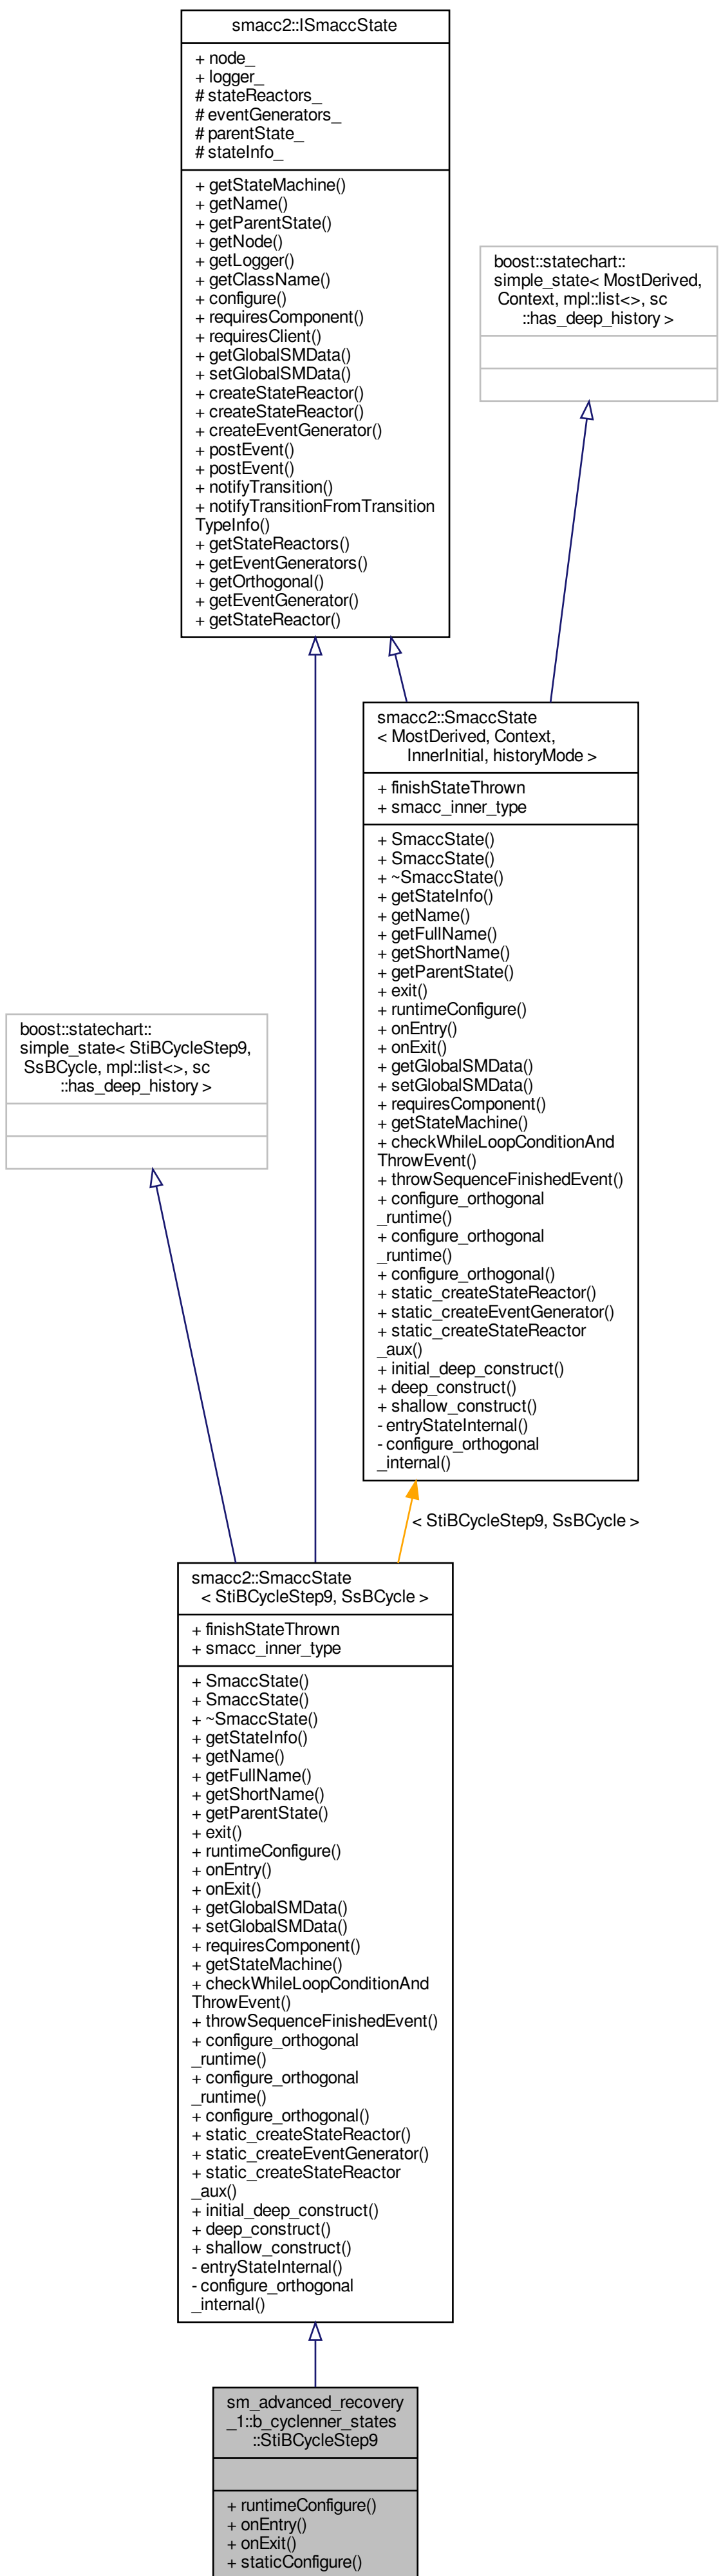 smacc2::ISmaccState
+ node_
+ logger_
# stateReactors_
# eventGenerators_
# parentState_
# stateInfo_
+ getStateMachine()
+ getName()
+ getParentState()
+ getNode()
+ getLogger()
+ getClassName()
+ configure()
+ requiresComponent()
+ requiresClient()
+ getGlobalSMData()
+ setGlobalSMData()
+ createStateReactor()
+ createStateReactor()
+ createEventGenerator()
+ postEvent()
+ postEvent()
+ notifyTransition()
+ notifyTransitionFromTransition
TypeInfo()
+ getStateReactors()
+ getEventGenerators()
+ getOrthogonal()
+ getEventGenerator()
+ getStateReactor()
boost::statechart::
simple_state< MostDerived,
Context, mpl::list<>, sc
::has_deep_history >
smacc2::SmaccState
< MostDerived, Context,
InnerInitial, historyMode >
+ finishStateThrown
+ smacc_inner_type
+ SmaccState()
+ SmaccState()
+ ~SmaccState()
+ getStateInfo()
+ getName()
+ getFullName()
+ getShortName()
+ getParentState()
+ exit()
+ runtimeConfigure()
+ onEntry()
+ onExit()
+ getGlobalSMData()
+ setGlobalSMData()
+ requiresComponent()
+ getStateMachine()
+ checkWhileLoopConditionAnd
ThrowEvent()
+ throwSequenceFinishedEvent()
+ configure_orthogonal
_runtime()
+ configure_orthogonal
_runtime()
+ configure_orthogonal()
+ static_createStateReactor()
+ static_createEventGenerator()
+ static_createStateReactor
_aux()
+ initial_deep_construct()
+ deep_construct()
+ shallow_construct()
- entryStateInternal()
- configure_orthogonal
_internal()
boost::statechart::
simple_state< StiBCycleStep9,
SsBCycle, mpl::list<>, sc
::has_deep_history >
< StiBCycleStep9, SsBCycle >
smacc2::SmaccState
< StiBCycleStep9, SsBCycle >
+ finishStateThrown
+ smacc_inner_type
+ SmaccState()
+ SmaccState()
+ ~SmaccState()
+ getStateInfo()
+ getName()
+ getFullName()
+ getShortName()
+ getParentState()
+ exit()
+ runtimeConfigure()
+ onEntry()
+ onExit()
+ getGlobalSMData()
+ setGlobalSMData()
+ requiresComponent()
+ getStateMachine()
+ checkWhileLoopConditionAnd
ThrowEvent()
+ throwSequenceFinishedEvent()
+ configure_orthogonal
_runtime()
+ configure_orthogonal
_runtime()
+ configure_orthogonal()
+ static_createStateReactor()
+ static_createEventGenerator()
+ static_createStateReactor
_aux()
+ initial_deep_construct()
+ deep_construct()
+ shallow_construct()
- entryStateInternal()
- configure_orthogonal
_internal()
sm_advanced_recovery
_1::b_cyclenner_states
::StiBCycleStep9
+ runtimeConfigure()
+ onEntry()
+ onExit()
+ staticConfigure()